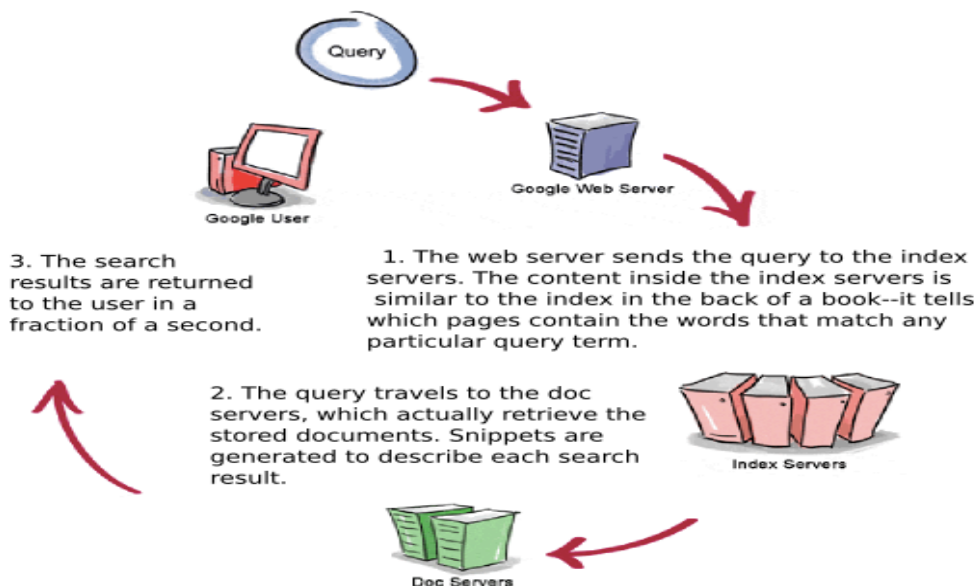 Query
Google Web Server
Google User
1. The web server sends the query to the index
servers. The content inside the index servers is
similar to the index in the back of a book--it tells
which pages contain the words that match any
particular query term.
Index Servers
2. The query travels to the doc
servers, which actually retrieve the
stored documents. Snippets are
generated to describe each search
result.
Doc Servers
3. The search
results are returned
to the user in a
fraction of a second.